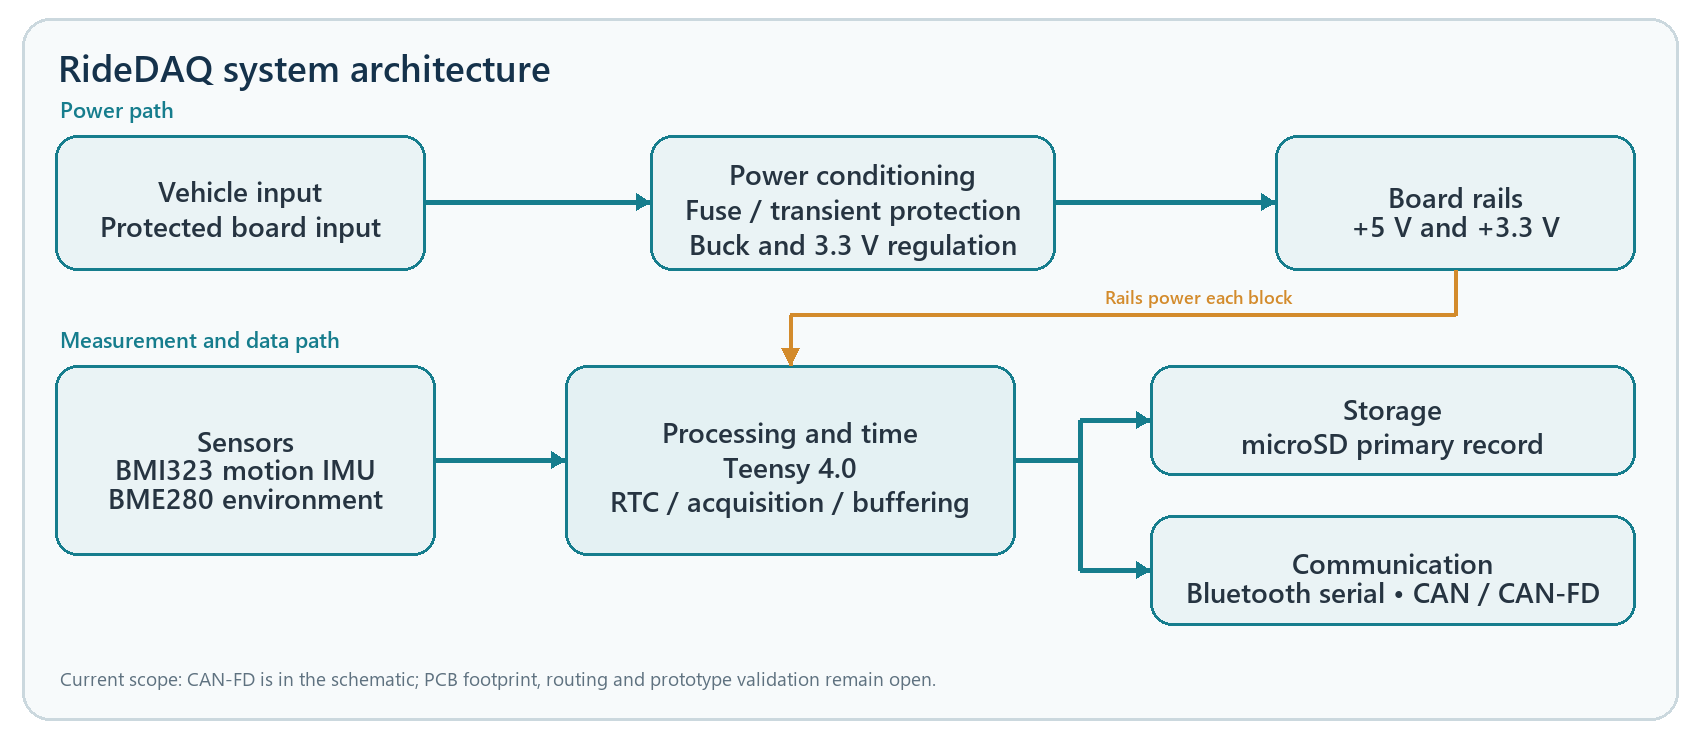 RideDAQ system architecture
Power path
Vehicle input
Protected board input
Power conditioning
Fuse / transient protection
Buck and 3.3 V regulation
Board rails
+5 V and +3.3 V
Rails power each block
Measurement and data path
Sensors
BMI323 motion IMU
BME280 environment
Processing and time
Teensy 4.0
RTC / acquisition / buffering
Storage
microSD primary record
Communication
Bluetooth serial • CAN / CAN-FD
Current scope: CAN-FD is in the schematic; PCB footprint, routing and prototype validation remain open.